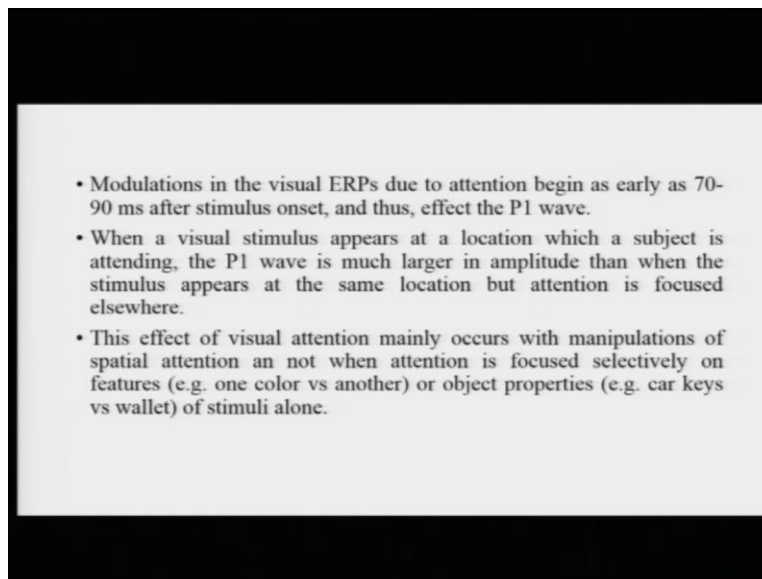 • Modulations in the visual ERPs due to attention begin as early as 70-
90 ms after stimulus onset, and thus, effect the P1 wave.
• When a visual stimulus appears at a location which a subject is
attending, the P1 wave is much larger in amplitude than when the
stimulus appears at the same location but attention is focused
elsewhere.
• This effect of visual attention mainly occurs with manipulations of
spatial attention an not when attention is focused selectively on
features (e.g. one color vs another) or object properties (e.g. car keys
vs wallet) of stimuli alone.